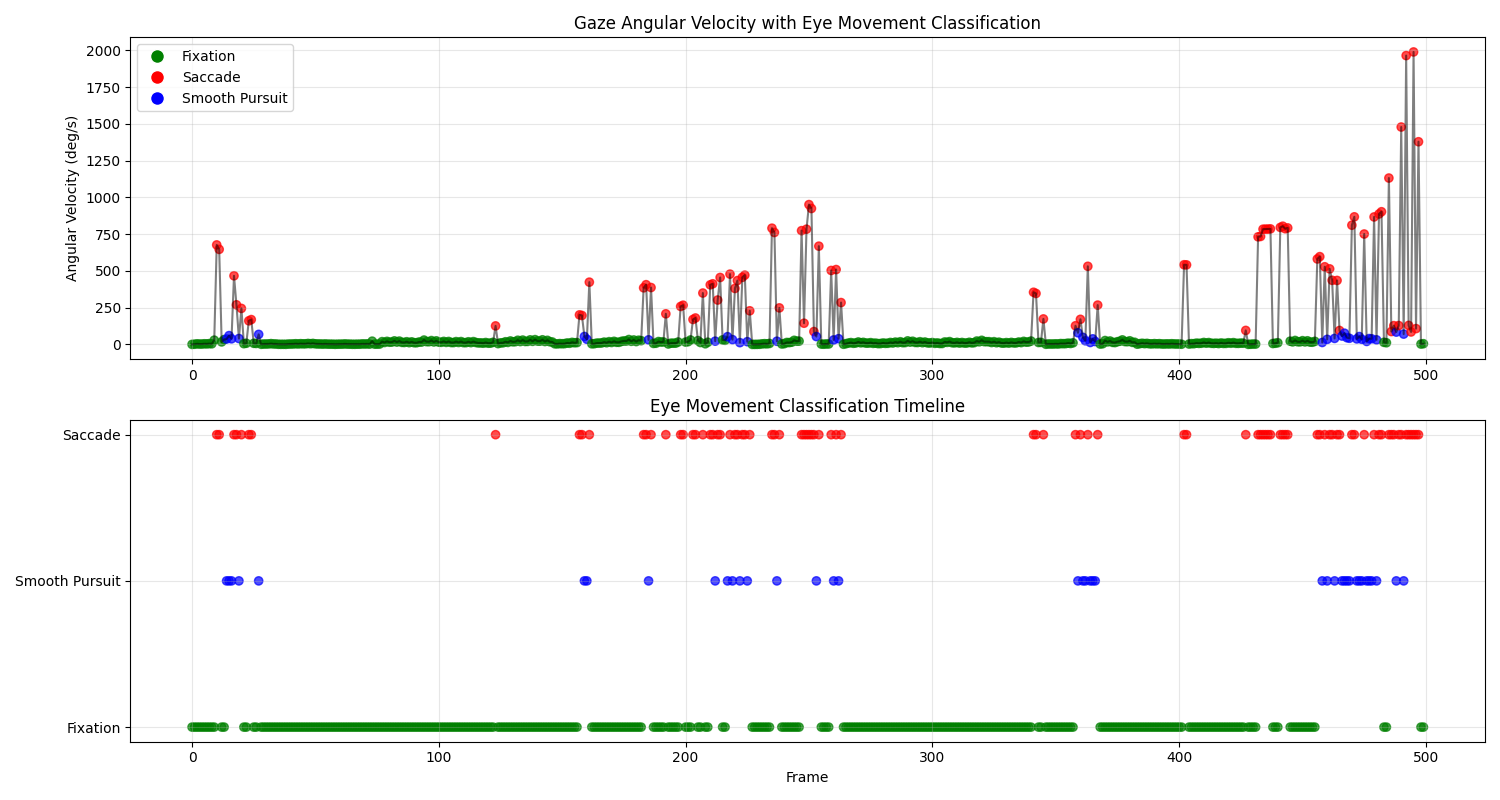 Gaze Angular Velocity with Eye Movement Classification
Angular Velocity (deg/s)
2000
1750
1500
1250
1000
750
500
250
0
Fixation
Saccade
Smooth Pursuit
0 100 200 300 400 500
Eye Movement Classification Timeline
Saccade
Smooth Pursuit
Fixation
0 100 200 300 400 500
Frame